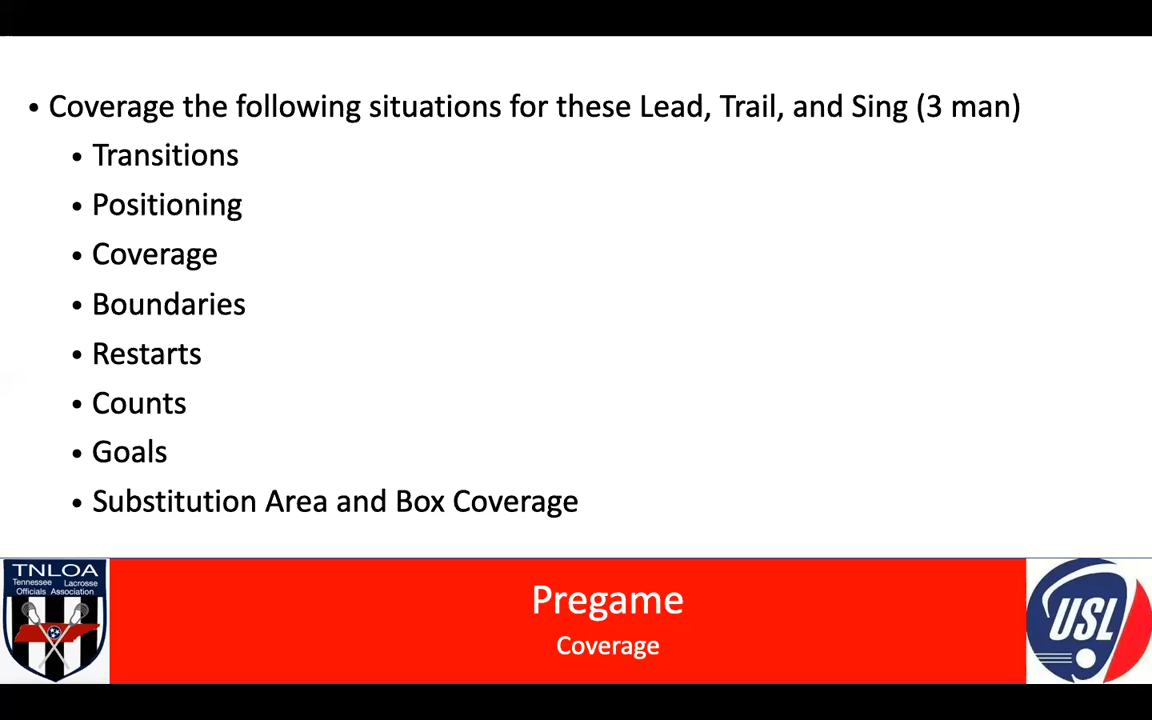 • Coverage the following situations for these Lead, Trail, and Sing (3 man)
• Transitions
• Positioning
• Coverage
• Boundaries
• Restarts
• Counts
• Goals
• Substitution Area and Box Coverage
TNLOA
Tennessee Lacrosse
Officials Association
Pregame
Coverage
USL